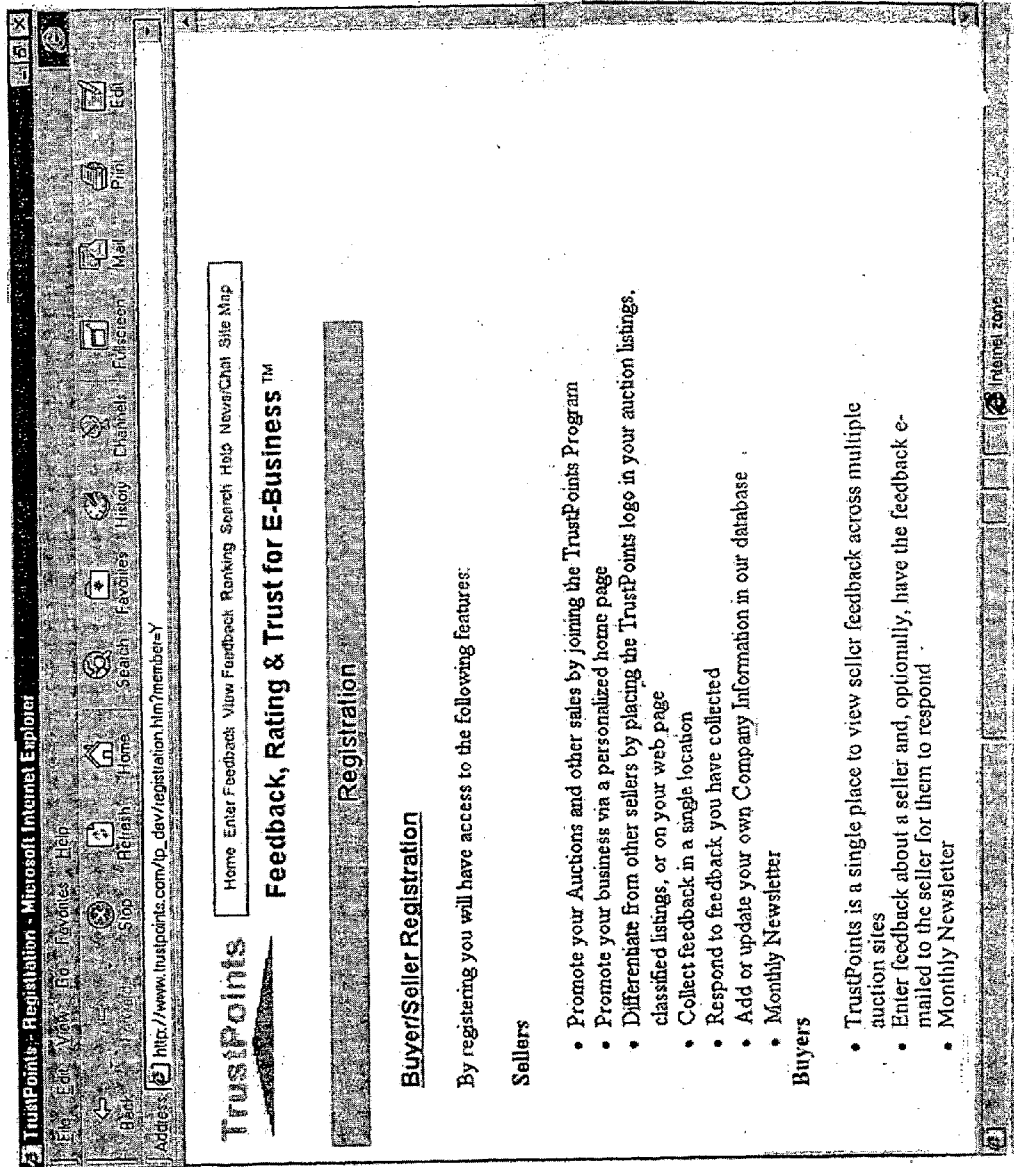 TrustPoints - Registration - Microsoft Internet Explorer
File Edit View Go Favorites Help
Back Stop Refresh Home Search Favorites History Channels Fullscreen Mail Print Edit
Address http://www.trustpoints.com/tp_dev/registration.htm?member=Y
TrustPoints
Home Enter Feedback View Feedback Ranking Search Help News/Chat Site Map
Feedback, Rating & Trust for E-Business ™
Registration
Buyer/Seller Registration
By registering you will have access to the following features:
Sellers
• Promote your Auctions and other sales by joining the TrustPoints Program
• Promote your business via a personalized home page
• Differentiate from other sellers by placing the TrustPoints logo in your auction listings,
classified listings, or on your web page
• Collect feedback in a single location
• Respond to feedback you have collected
• Add or update your own Company Information in our database
• Monthly Newsletter
Buyers
• TrustPoints is a single place to view seller feedback across multiple
auction sites
• Enter feedback about a seller and, optionally, have the feedback e-
mailed to the seller for them to respond
• Monthly Newsletter
Internet zone